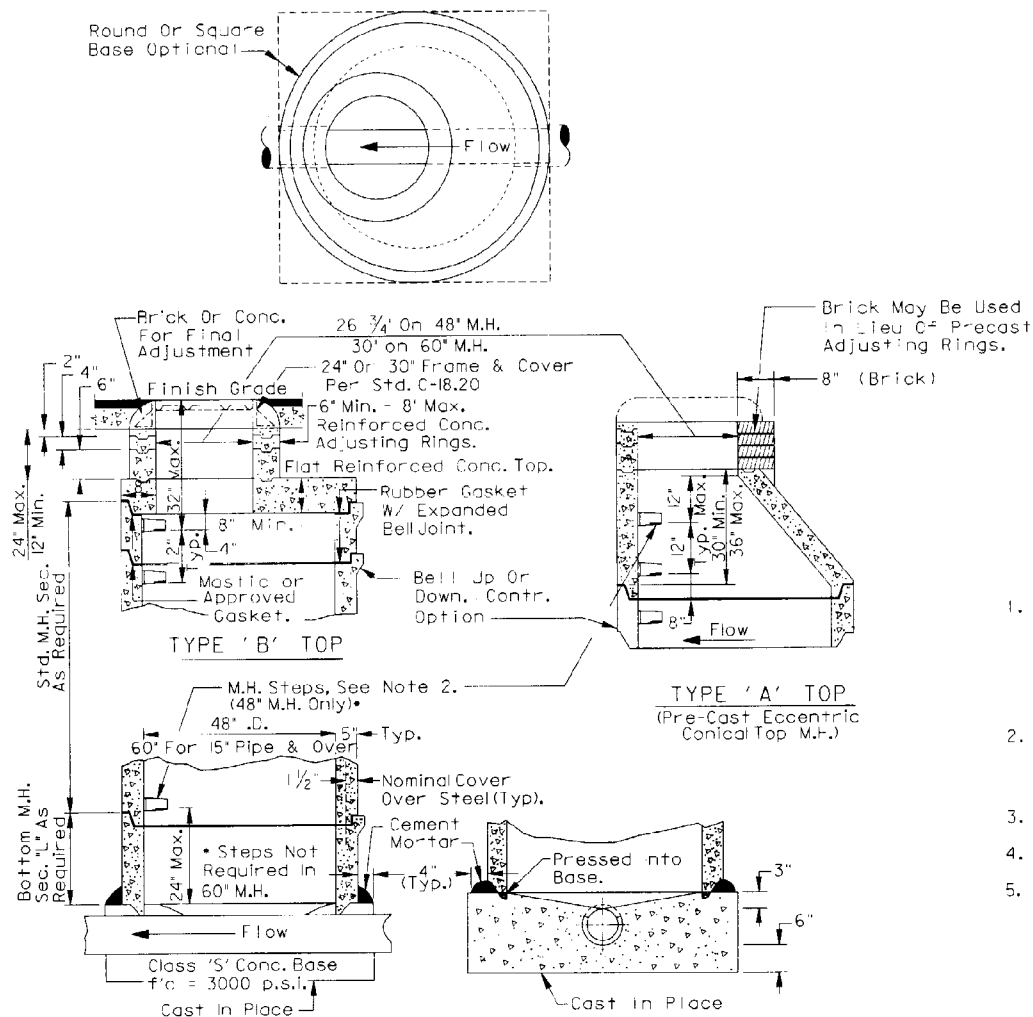 Round Or Square
Base Optional
Flow
Brick Or Conc.
For Final
Adjustment
26 3/4' On 48" M.H.
30' on 60" M.H.
24" Or 30" Frame & Cover
Per Std. C-18.20
Finish Grade
6" Min. - 8' Max.
Reinforced Conc.
Adjusting Rings.
Flat Reinforced Conc. Top.
Rubber Gasket
W/ Expanded
Bell Joint.
2"
4"
6"
24" Max.
12" Min.
32" Max.
8" Min.
4"
2"
Typ.
Mastic or
Approved
Gasket.
Std. M.H. Sec.
As Required
TYPE 'B' TOP
Bell Up Or
Down. Contr.
Option
Brick May Be Used
In Lieu Of Precast
Adjusting Rings.
8" (Brick)
12"
Max.
12"
Typ.
30" Min.
36" Max.
8"
Flow
TYPE 'A' TOP
(Pre-Cast Eccentric
Conical Top M.H.)
M.H. Steps, See Note 2.
(48" M.H. Only)•
48" .D.
60" For 15" Pipe & Over
5" Typ.
1 1/2"
Nominal Cover
Over Steel (Typ).
Cement
Mortar
Bottom M.H.
Sec. "L" As
Required
24" Max.
• Steps Not
Required In
60" M.H.
4"
(Typ.)
Flow
Class 'S' Conc. Base
f'c = 3000 p.s.i.
Cast In Place
Pressed nto
Base.
3"
6"
Cast In Place
1.
2.
3.
4.
5.